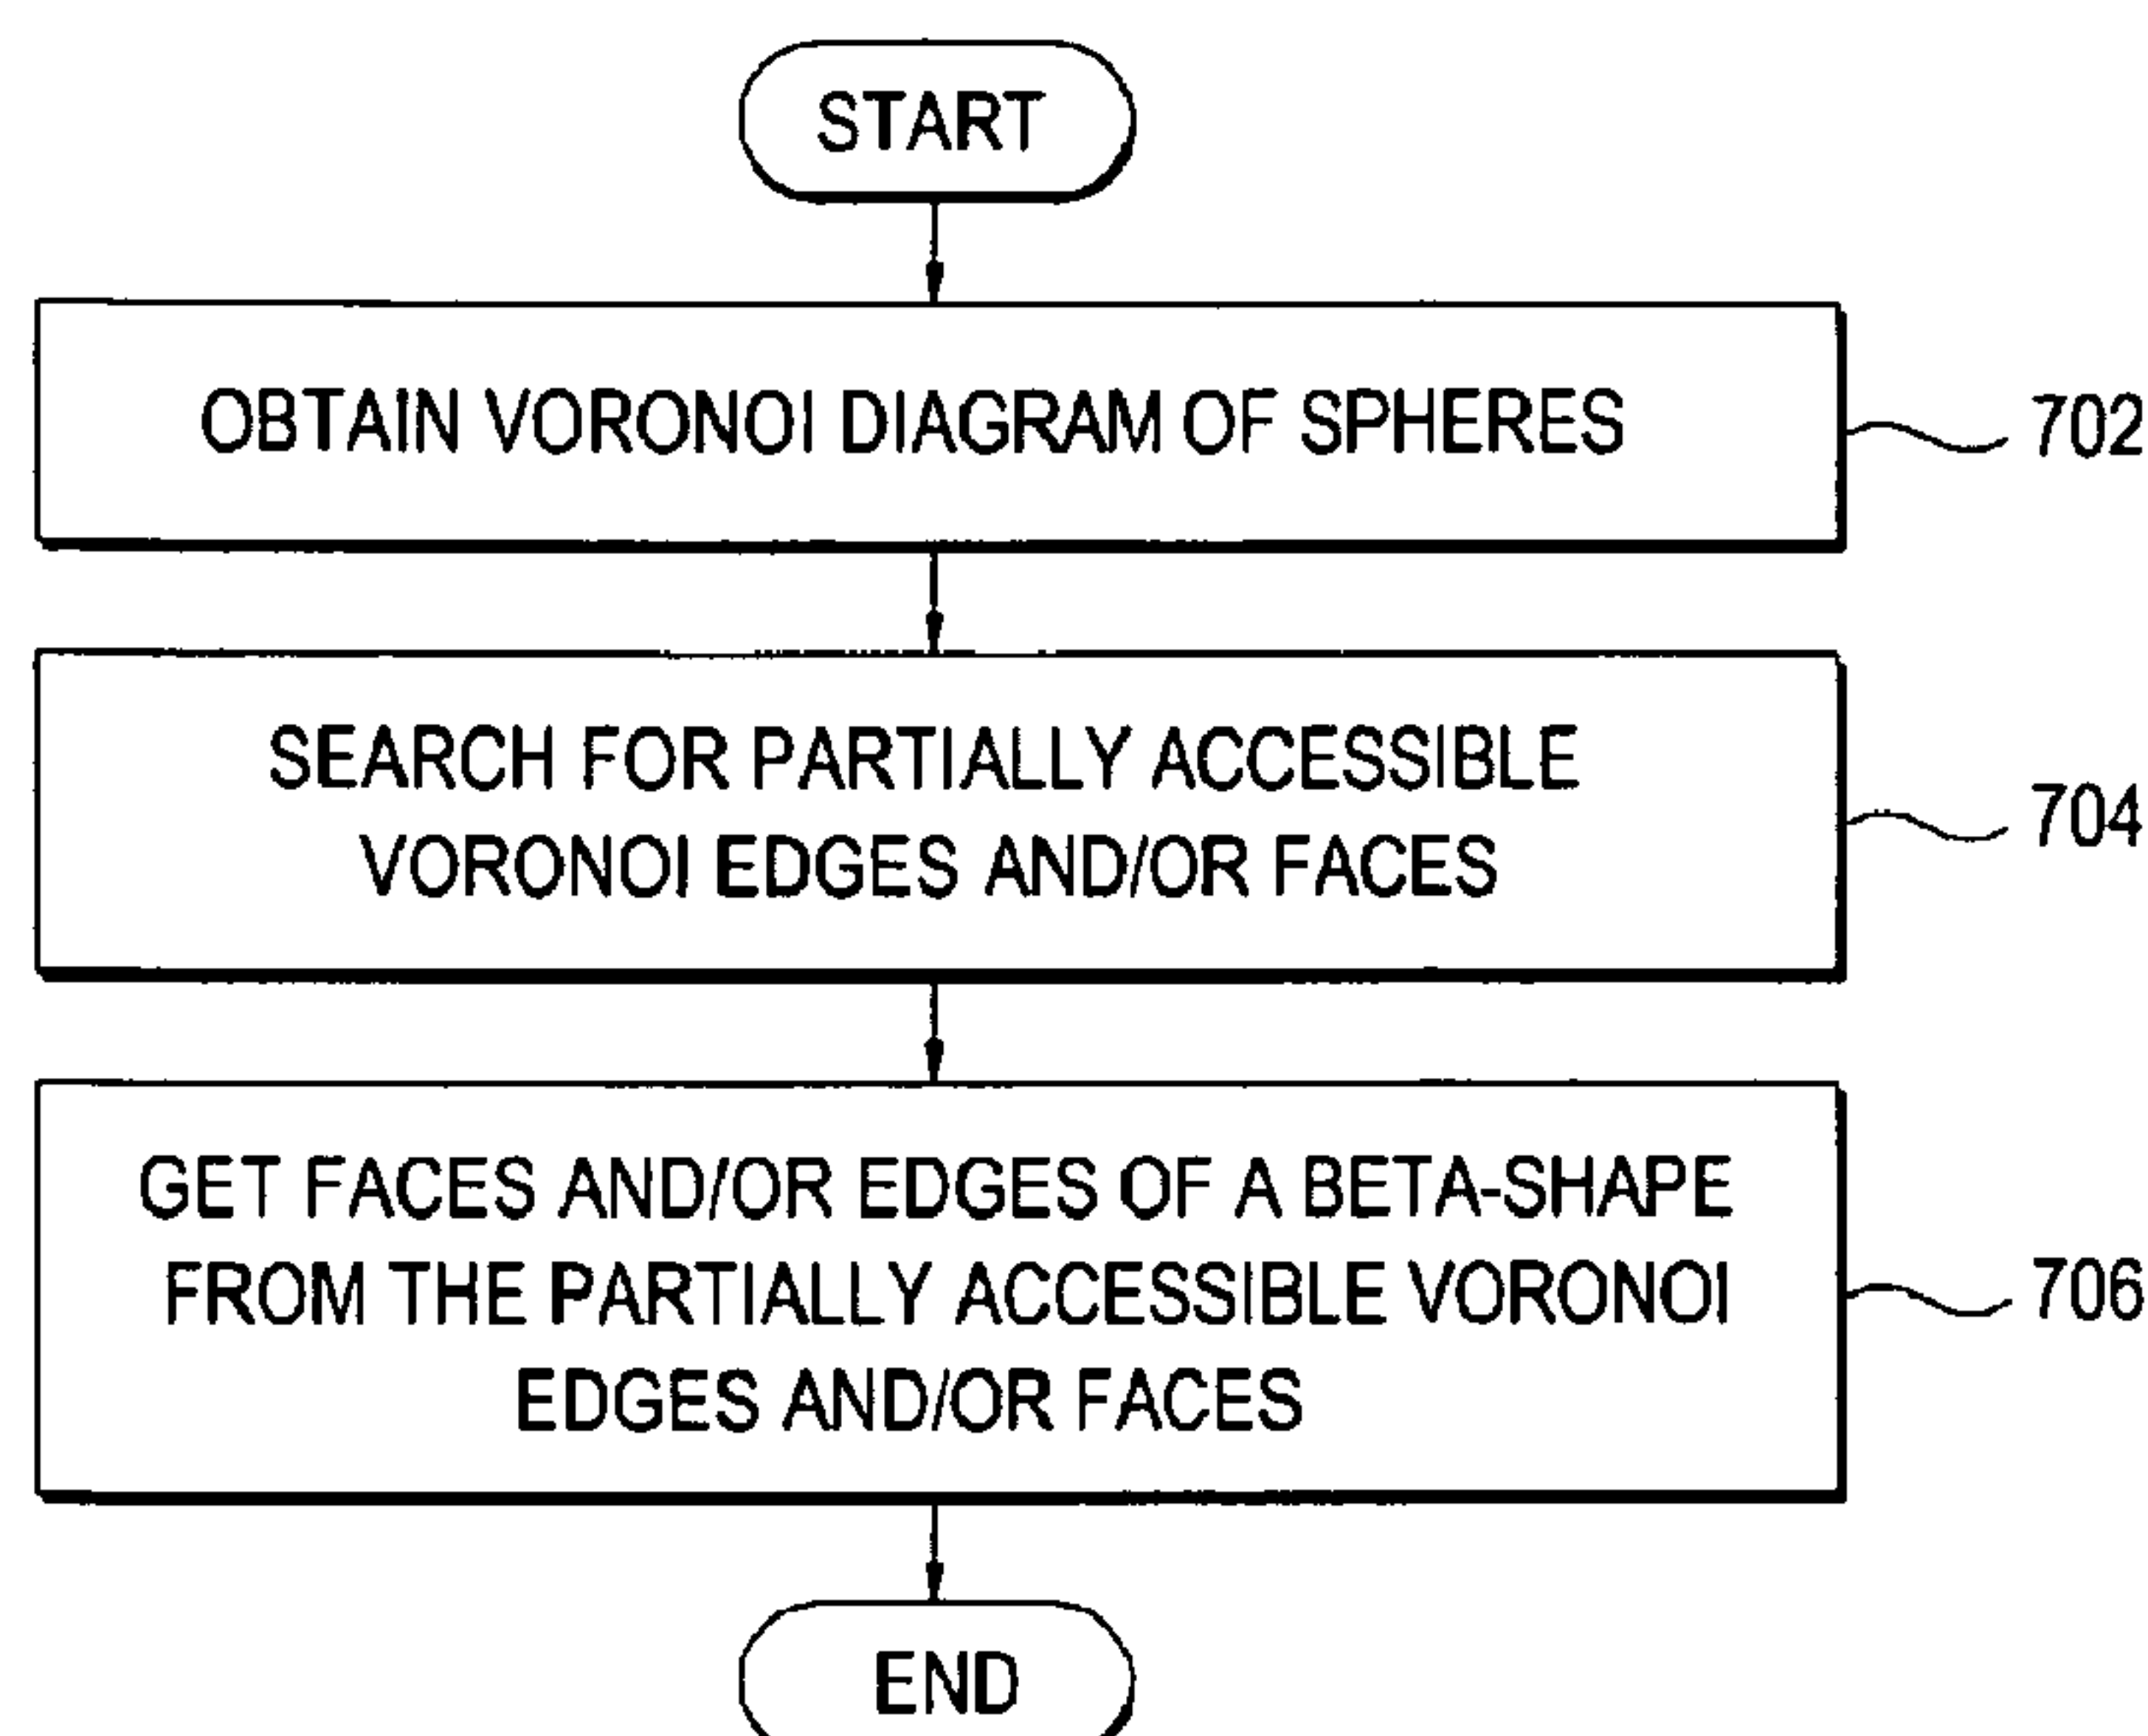 START
OBTAIN VORONOI DIAGRAM OF SPHERES
702
SEARCH FOR PARTIALLY ACCESSIBLE
VORONOI EDGES AND/OR FACES
704
GET FACES AND/OR EDGES OF A BETA-SHAPE
FROM THE PARTIALLY ACCESSIBLE VORONOI
EDGES AND/OR FACES
706
END